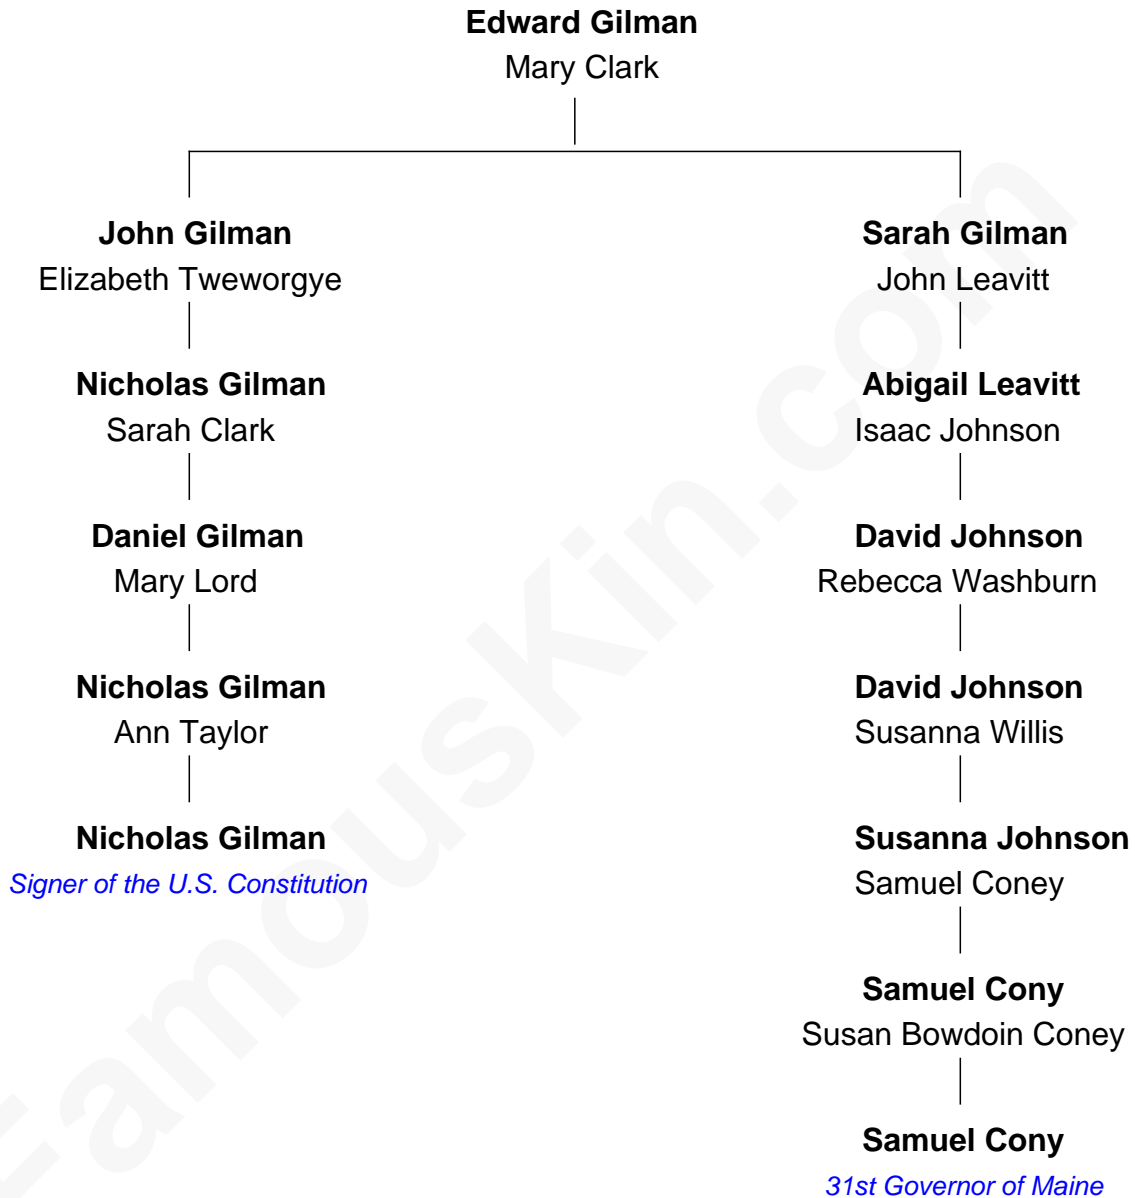 Edward Gilman
Mary Clark
John Gilman
Elizabeth Tweworgye
Sarah Gilman
John Leavitt
Nicholas Gilman
Sarah Clark
Abigail Leavitt
Isaac Johnson
Daniel Gilman
Mary Lord
David Johnson
Rebecca Washburn
Nicholas Gilman
Ann Taylor
David Johnson
Susanna Willis
Nicholas Gilman
Signer of the U.S. Constitution
Susanna Johnson
Samuel Coney
Samuel Cony
Susan Bowdoin Coney
Samuel Cony
31st Governor of Maine
FamousKin.com